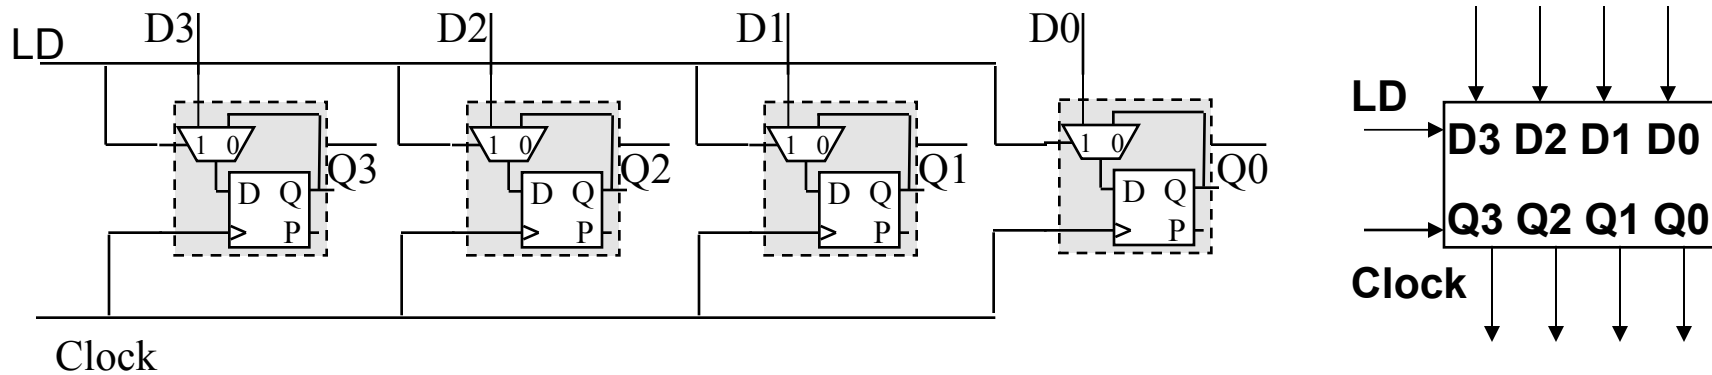 LD D3 D2 D1 D0
1 0 1 0 1 0 1 0
Q3 Q2 Q1 Q0
D Q D Q D Q D Q
P P P P
Clock
LD
D3 D2 D1 D0
Q3 Q2 Q1 Q0
Clock